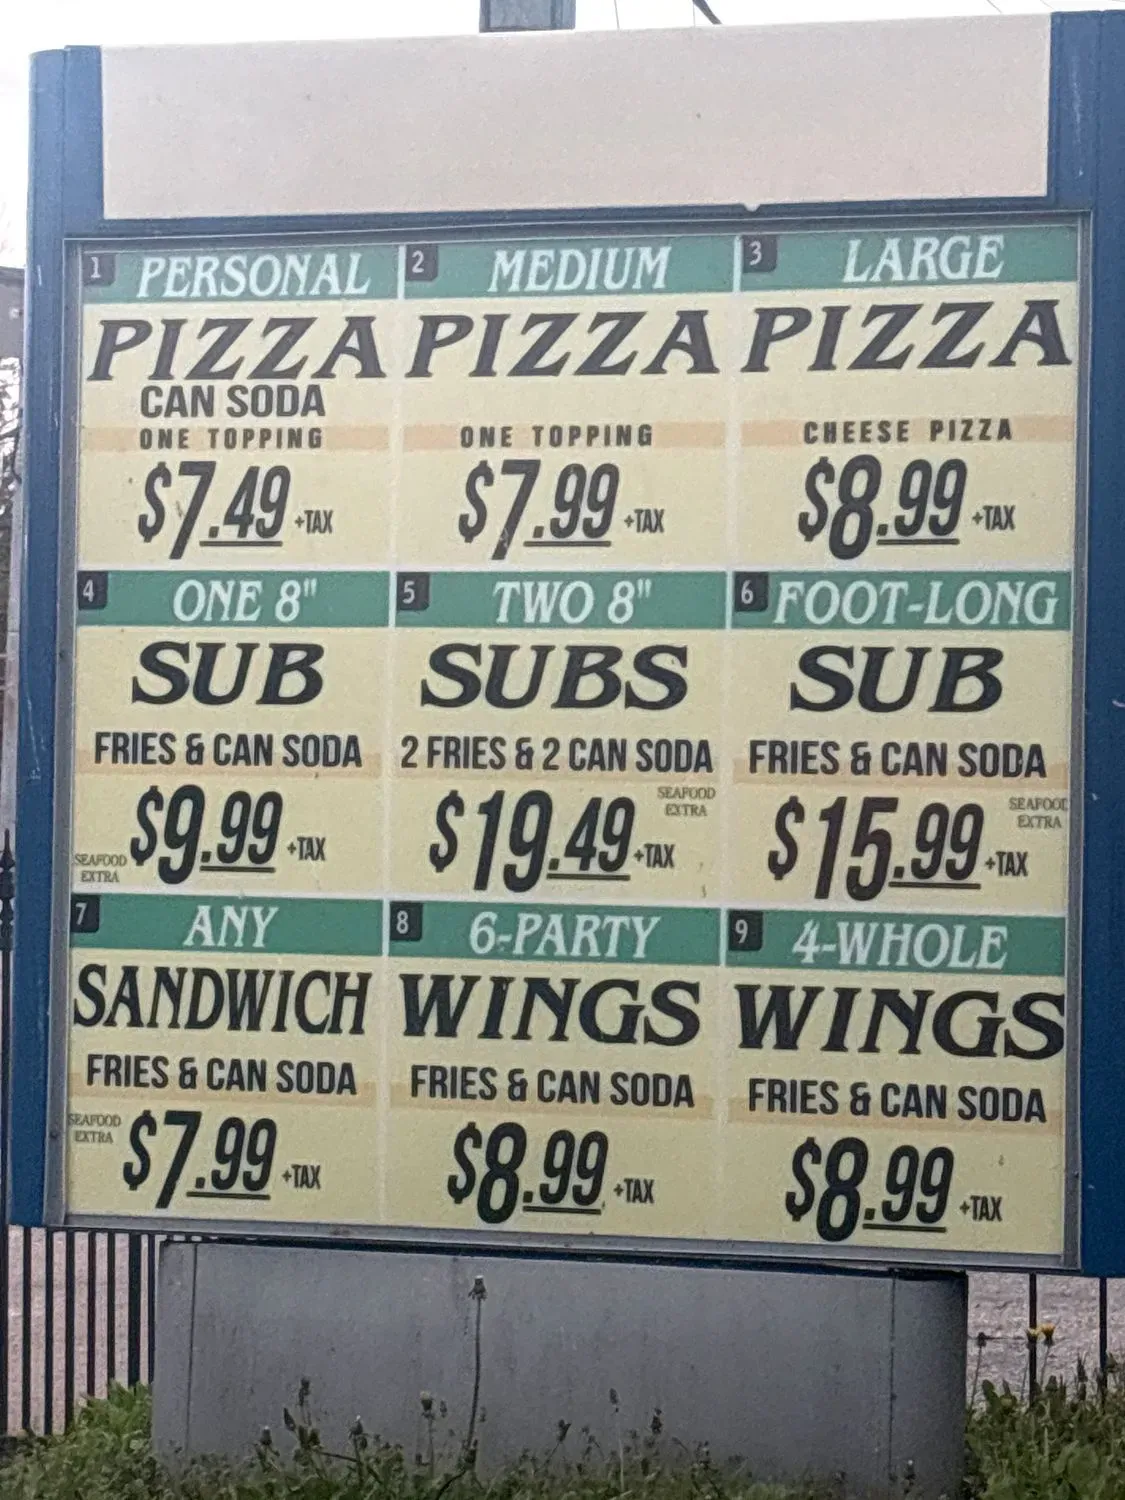 1 PERSONAL
PIZZA
CAN SODA
ONE TOPPING
$7.49 +TAX
2 MEDIUM
PIZZA
ONE TOPPING
$7.99 +TAX
3 LARGE
PIZZA
CHEESE PIZZA
$8.99 +TAX
4 ONE 8"
SUB
FRIES & CAN SODA
$9.99 +TAX
SEAFOOD
EXTRA
5 TWO 8"
SUBS
2 FRIES & 2 CAN SODA
SEAFOOD
EXTRA
$19.49 +TAX
6 FOOT-LONG
SUB
FRIES & CAN SODA
SEAFOOD
EXTRA
$15.99 +TAX
7 ANY
SANDWICH
FRIES & CAN SODA
SEAFOOD
EXTRA
$7.99 +TAX
8 6-PARTY
WINGS
FRIES & CAN SODA
$8.99 +TAX
9 4-WHOLE
WINGS
FRIES & CAN SODA
$8.99 +TAX